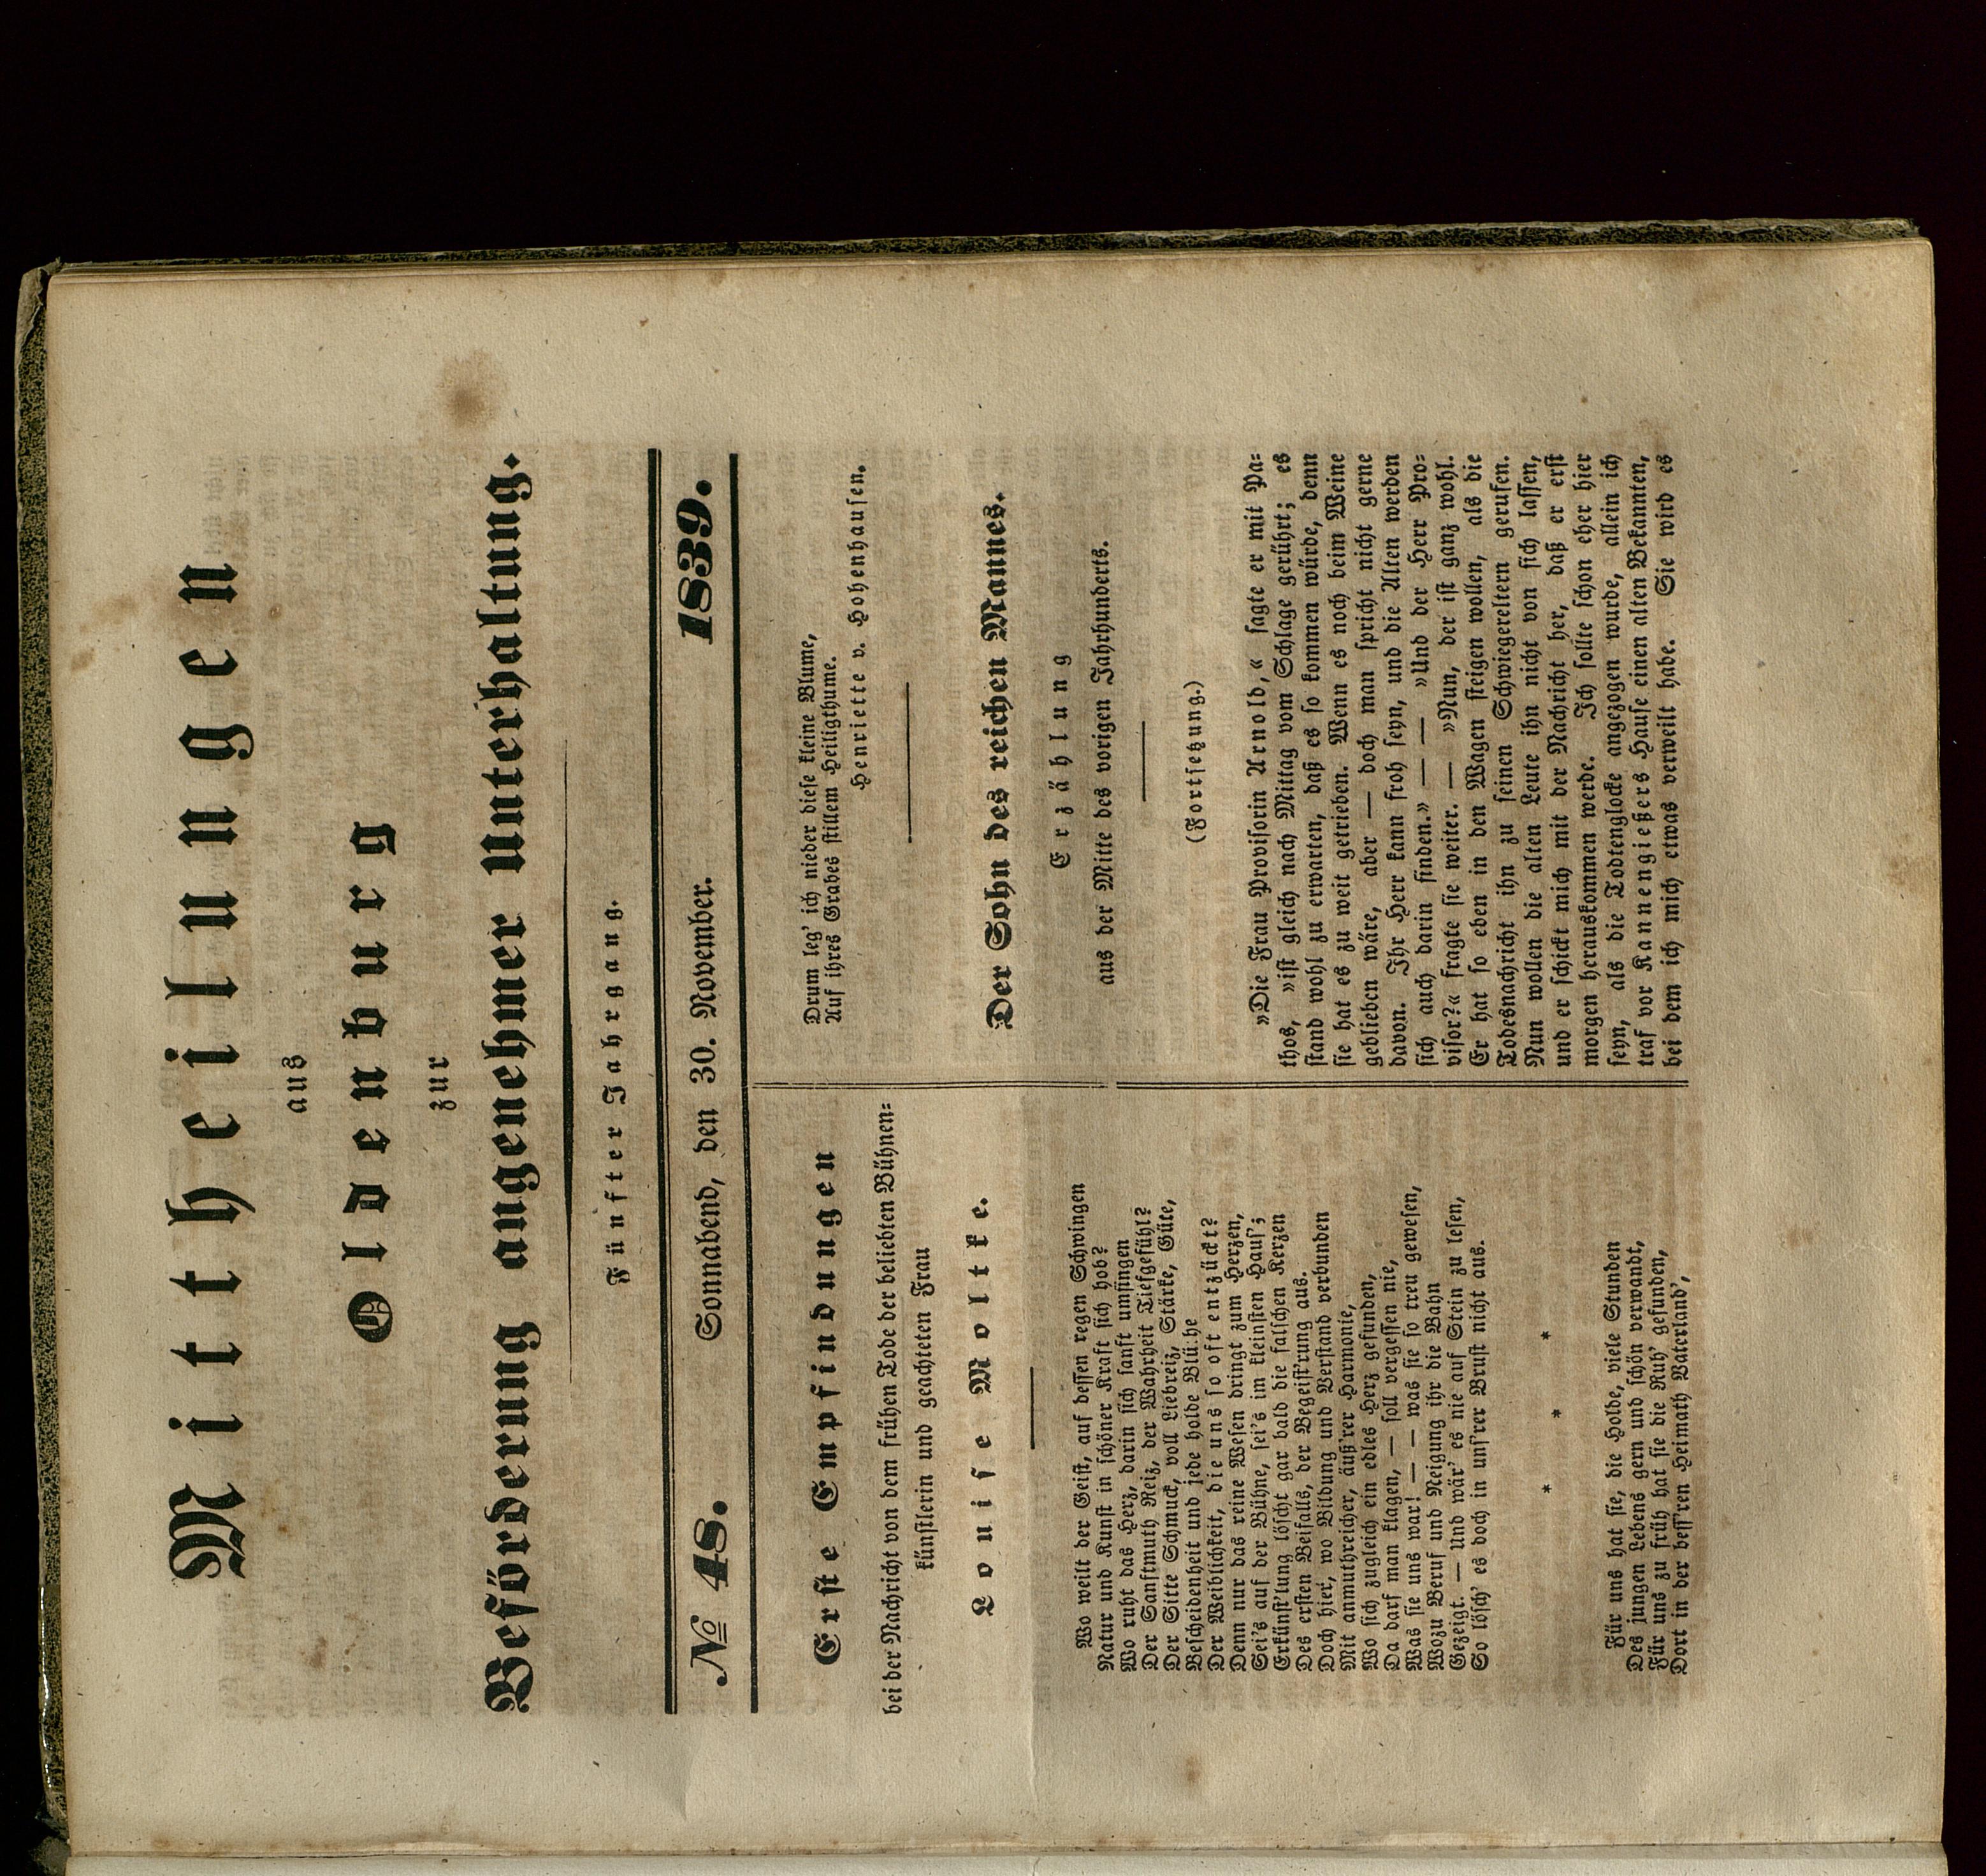 Mittheilungen
aus
Oldenburg
zur
Beförderung angenehmer Unterhaltung.
Fünfter Jahrgang.
No 48. Sonnabend, den 30. November. 1839.
Erste Empfindungen
bei der Nachricht von dem frühen Tode der beliebten Bühnen-
künstlerin und geachteten Frau
Louise Moltke.
Wo weilt der Geist, auf dessen regen Schwingen
Natur und Kunst in schöner Kraft sich hob?
Wo ruht das Herz, darin sich sanft umfingen
Der Sanftmuth Reiz, der Wahrheit Tiefgefühl?
Der Sitte Schmuck, voll Liebreiz, Stärke, Güte,
Bescheidenheit und jede holde Blüthe
Der Weiblichkeit, die uns so oft entzückt?
Denn nur das reine Wesen dringt zum Herzen,
Sei's auf der Bühne, sei's im kleinsten Haus';
Erkünst'lung löscht gar bald die falschen Kerzen
Des ersten Beifalls, der Begeist'rung aus.
Doch hier, wo Bildung und Verstand verbunden
Mit anmuthreicher, äuß'rer Harmonie,
Wo sich zugleich ein edles Herz gefunden,
Da darf man klagen, — soll vergessen nie,
Was sie uns war! — — was sie so treu gewesen,
Wozu Beruf und Neigung ihr die Bahn
Gezeigt. — Und wär' es nie auf Stein zu lesen,
So lösch' es doch in uns'rer Brust nicht aus.
* * *
Für uns hat sie, die Holde, viele Stunden
Des jungen Lebens gern und schön verwandt,
Für uns zu früh hat sie die Ruh' gefunden,
Dort in der bess'ren Heimath Vaterland',
Drum leg' ich nieder diese kleine Blume,
Auf ihres Grabes stillem Heiligthume.
Henriette v. Hohenhausen.
Der Sohn des reichen Mannes.
Erzählung
aus der Mitte des vorigen Jahrhunderts.
(Fortsetzung.)
»Die Frau Provisorin Arnold,« sagte er mit Pa-
thos, »ist gleich nach Mittag vom Schlage gerührt; es
stand wohl zu erwarten, daß es so kommen würde, denn
sie hat es zu weit getrieben. Wenn es noch beim Weine
geblieben wäre, aber — doch man spricht nicht gerne
davon. Ihr Herr kann froh seyn, und die Alten werden
sich auch darin finden.» — — »Und der Herr Pro-
visor?« fragte sie weiter. — »Nun, der ist ganz wohl.
Er hat so eben in den Wagen steigen wollen, als die
Todesnachricht ihn zu seinen Schwiegereltern gerufen.
Nun wollen die alten Leute ihn nicht von sich lassen,
und er schickt mich mit der Nachricht her, daß er erst
morgen herauskommen werde. Ich sollte schon eher hier
seyn, als die Todtenglocke angezogen wurde, allein ich
traf vor Kannengießers Hause einen alten Bekannten,
bei dem ich mich etwas verweilt habe. Sie wird es